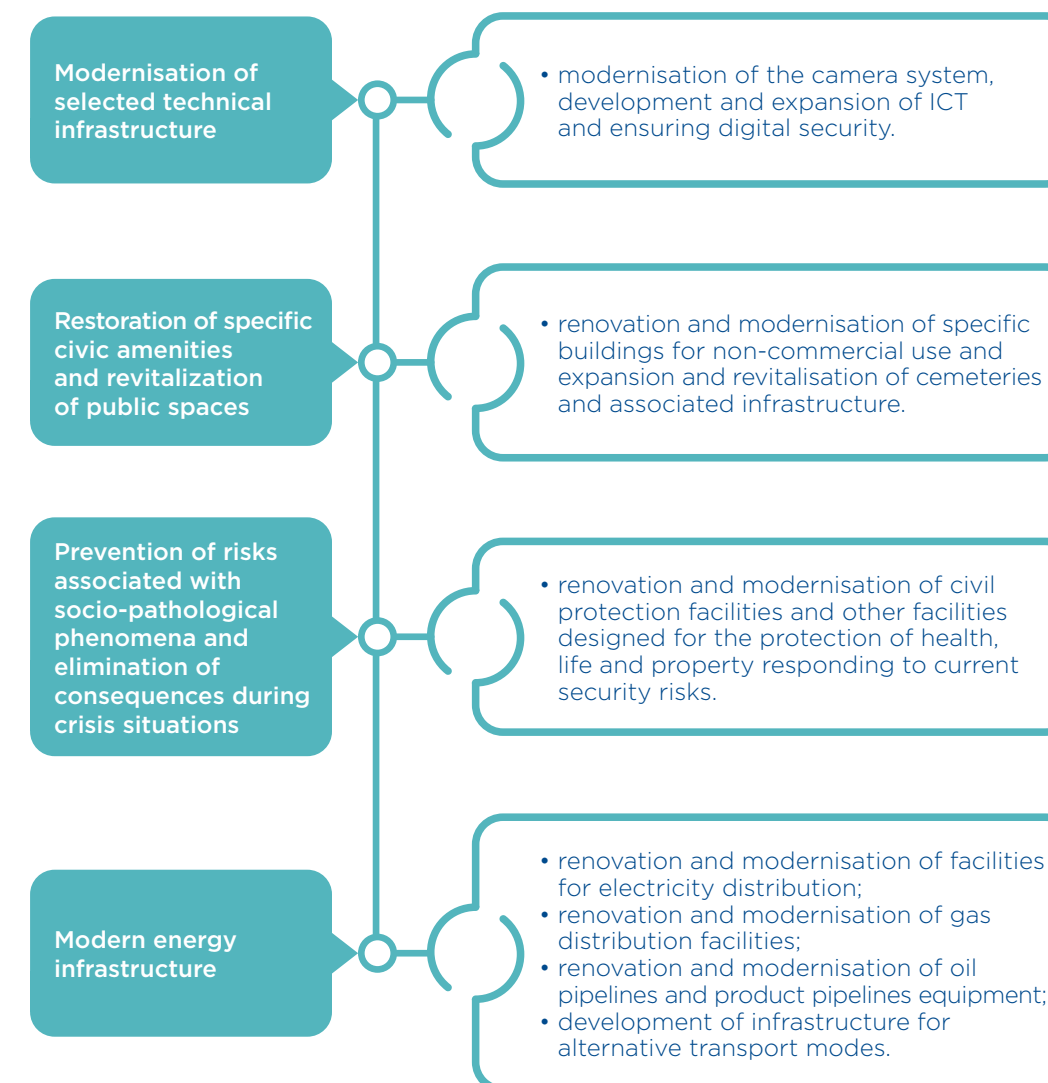 Modernisation of
selected technical
infrastructure
• modernisation of the camera system,
development and expansion of ICT
and ensuring digital security.
Restoration of specific
civic amenities
and revitalization
of public spaces
• renovation and modernisation of specific
buildings for non-commercial use and
expansion and revitalisation of cemeteries
and associated infrastructure.
Prevention of risks
associated with
socio-pathological
phenomena and
elimination of
consequences during
crisis situations
• renovation and modernisation of civil
protection facilities and other facilities
designed for the protection of health,
life and property responding to current
security risks.
Modern energy
infrastructure
• renovation and modernisation of facilities
for electricity distribution;
• renovation and modernisation of gas
distribution facilities;
• renovation and modernisation of oil
pipelines and product pipelines equipment;
• development of infrastructure for
alternative transport modes.